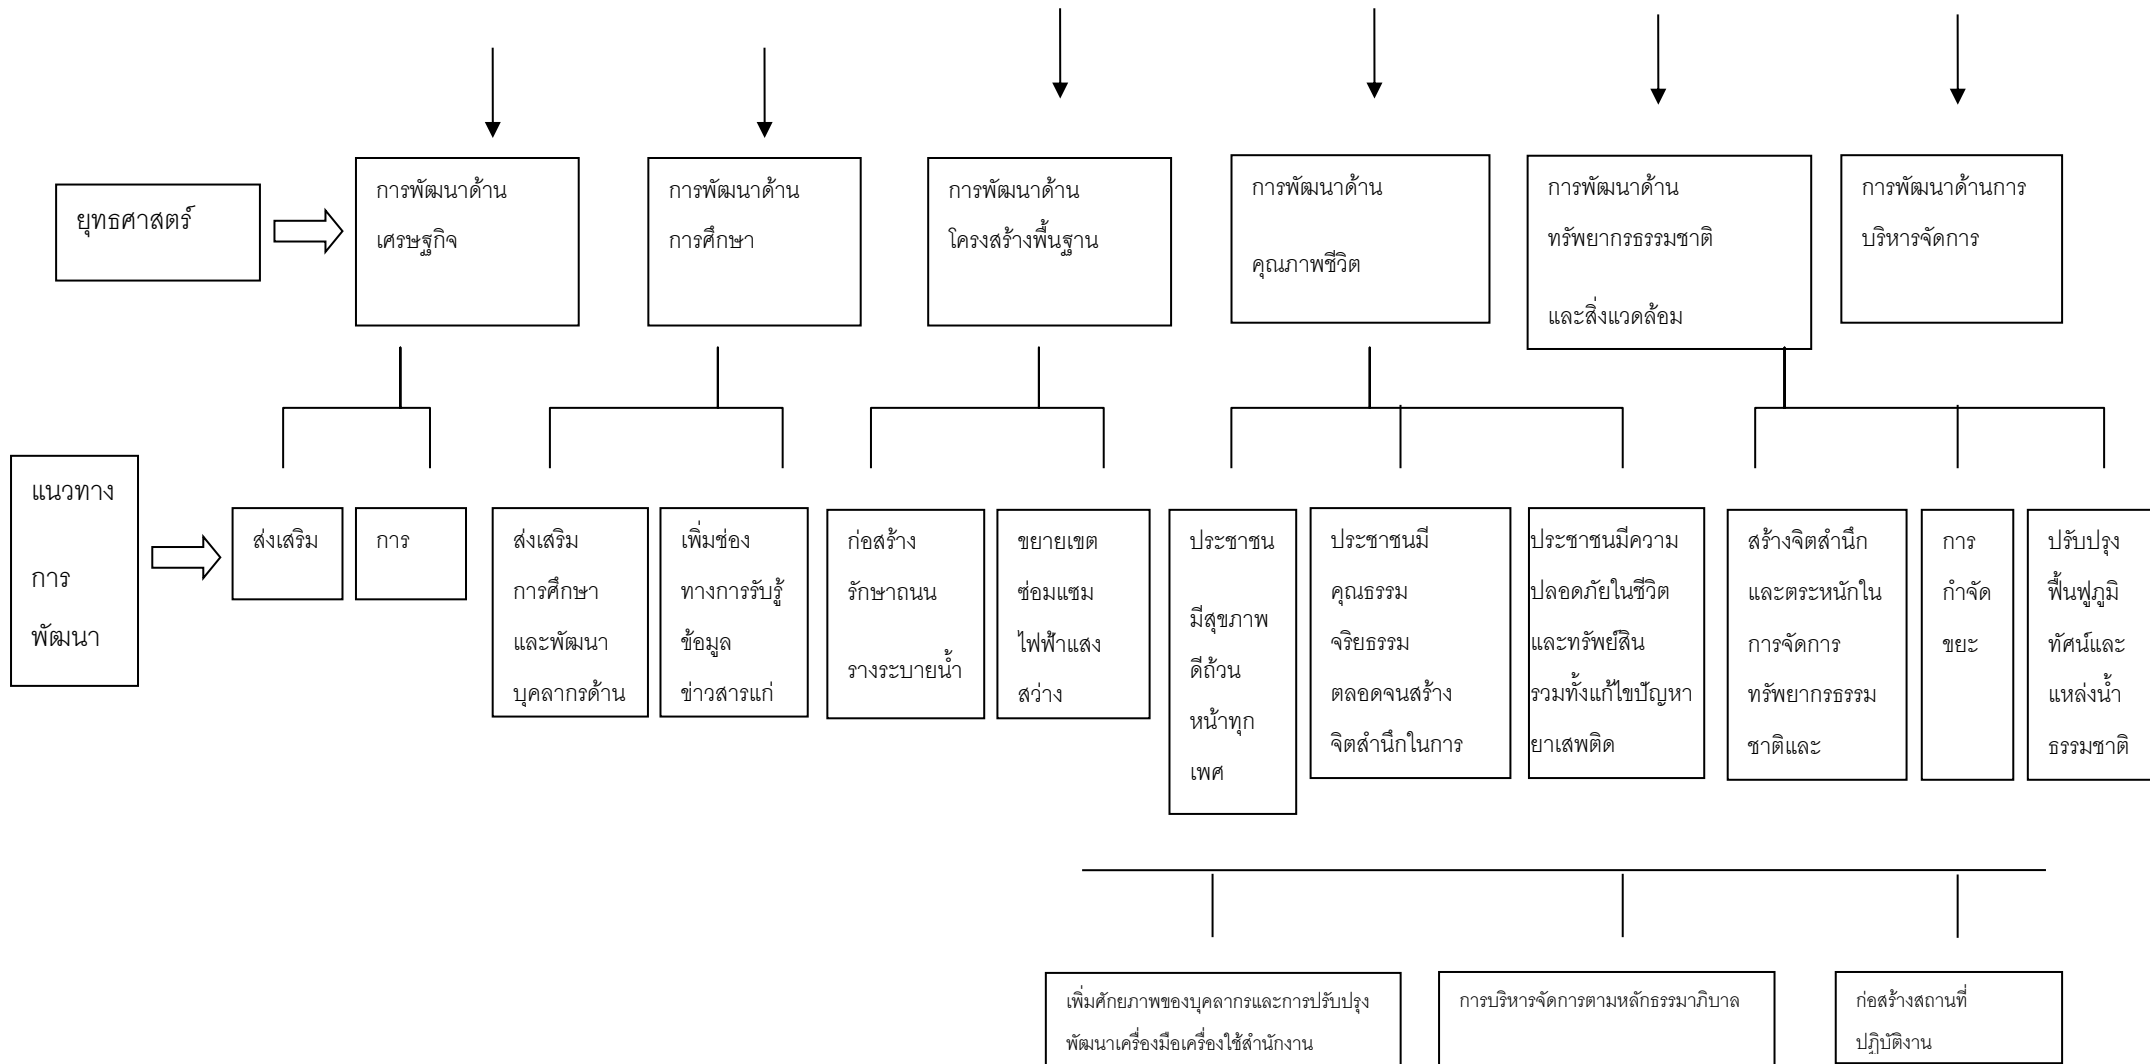 ยุทธศาสตร์
การพัฒนาด้าน
เศรษฐกิจ
การพัฒนาด้าน
การศึกษา
การพัฒนาด้าน
โครงสร้างพื้นฐาน
การพัฒนาด้าน
คุณภาพชีวิต
การพัฒนาด้าน
ทรัพยากรธรรมชาติ
และสิ่งแวดล้อม
การพัฒนาด้านการ
บริหารจัดการ
แนวทาง
การ
พัฒนา
ส่งเสริม
การ
ส่งเสริม
การศึกษา
และพัฒนา
บุคลากรด้าน
เพิ่มช่อง
ทางการรับรู้
ข้อมูล
ข่าวสารแก่
ก่อสร้าง
รักษาถนน
รางระบายน้ำ
ขยายเขต
ซ่อมแซม
ไฟฟ้าแสง
สว่าง
ประชาชน
มีสุขภาพ
ดีถ้วน
หน้าทุก
เพศ
ประชาชนมี
คุณธรรม
จริยธรรม
ตลอดจนสร้าง
จิตสำนึกในการ
ประชาชนมีความ
ปลอดภัยในชีวิต
และทรัพย์สิน
รวมทั้งแก้ไขปัญหา
ยาเสพติด
สร้างจิตสำนึก
และตระหนักใน
การจัดการ
ทรัพยากรธรรม
ชาติและ
การ
กำจัด
ขยะ
ปรับปรุง
ฟื้นฟูภูมิ
ทัศน์และ
แหล่งน้ำ
ธรรมชาติ
เพิ่มศักยภาพของบุคลากรและการปรับปรุง
พัฒนาเครื่องมือเครื่องใช้สำนักงาน
การบริหารจัดการตามหลักธรรมาภิบาล
ก่อสร้างสถานที่
ปฏิบัติงาน